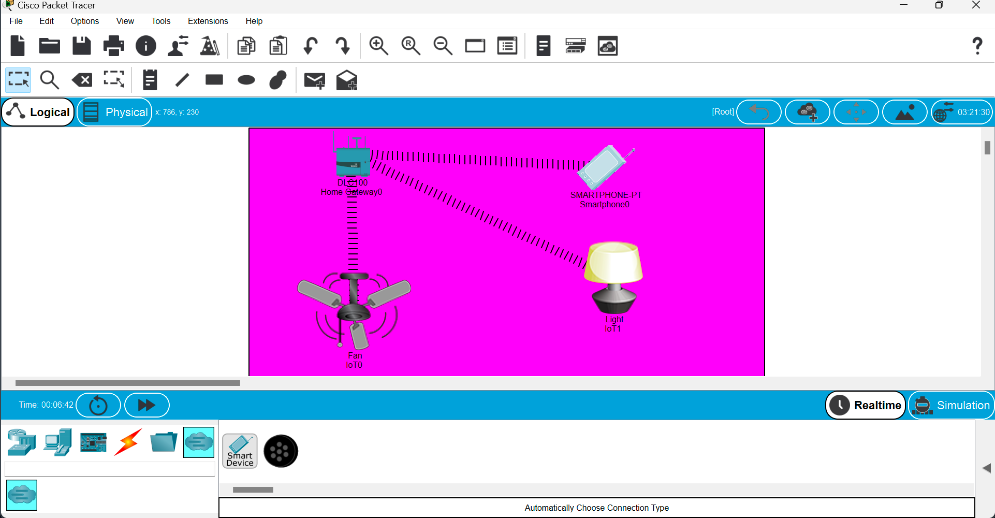 Cisco Packet Tracer
File Edit Options View Tools Extensions Help
Logical Physical x: 786, y: 230 [Root] 03:21:30
DLC100
Home Gateway0
SMARTPHONE-PT
Smartphone0
Light
IoT1
Fan
IoT0
Time: 00:06:42 Realtime Simulation
Smart
Device
Automatically Choose Connection Type